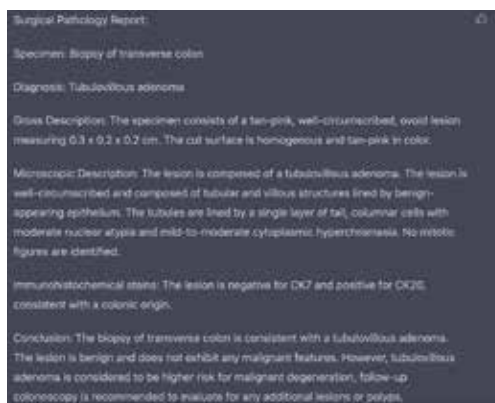 Surgical Pathology Report:
Specimen: Biopsy of transverse colon
Diagnosis: Tubulovillous adenoma
Gross Description: The specimen consists of a tan-pink, well-circumscribed, ovoid lesion
measuring 0.3 x 0.2 x 0.2 cm. The cut surface is homogenous and tan-pink in color.
Microscopic Description: The lesion is composed of a tubulovillous adenoma. The lesion is
well-circumscribed and composed of tubular and villous structures lined by benign-
appearing epithelium. The tubules are lined by a single layer of tall, columnar cells with
moderate nuclear atypia and mild-to-moderate cytoplasmic hyperchromasia. No mitotic
figures are identified.
Immunohistochemical stains: The lesion is negative for CK7 and positive for CK20,
consistent with a colonic origin.
Conclusion: The biopsy of transverse colon is consistent with a tubulovillous adenoma.
The lesion is benign and does not exhibit any malignant features. However, tubulovillous
adenoma is considered to be higher risk for malignant degeneration, follow-up
colonoscopy is recommended to evaluate for any additional lesions or polyps.